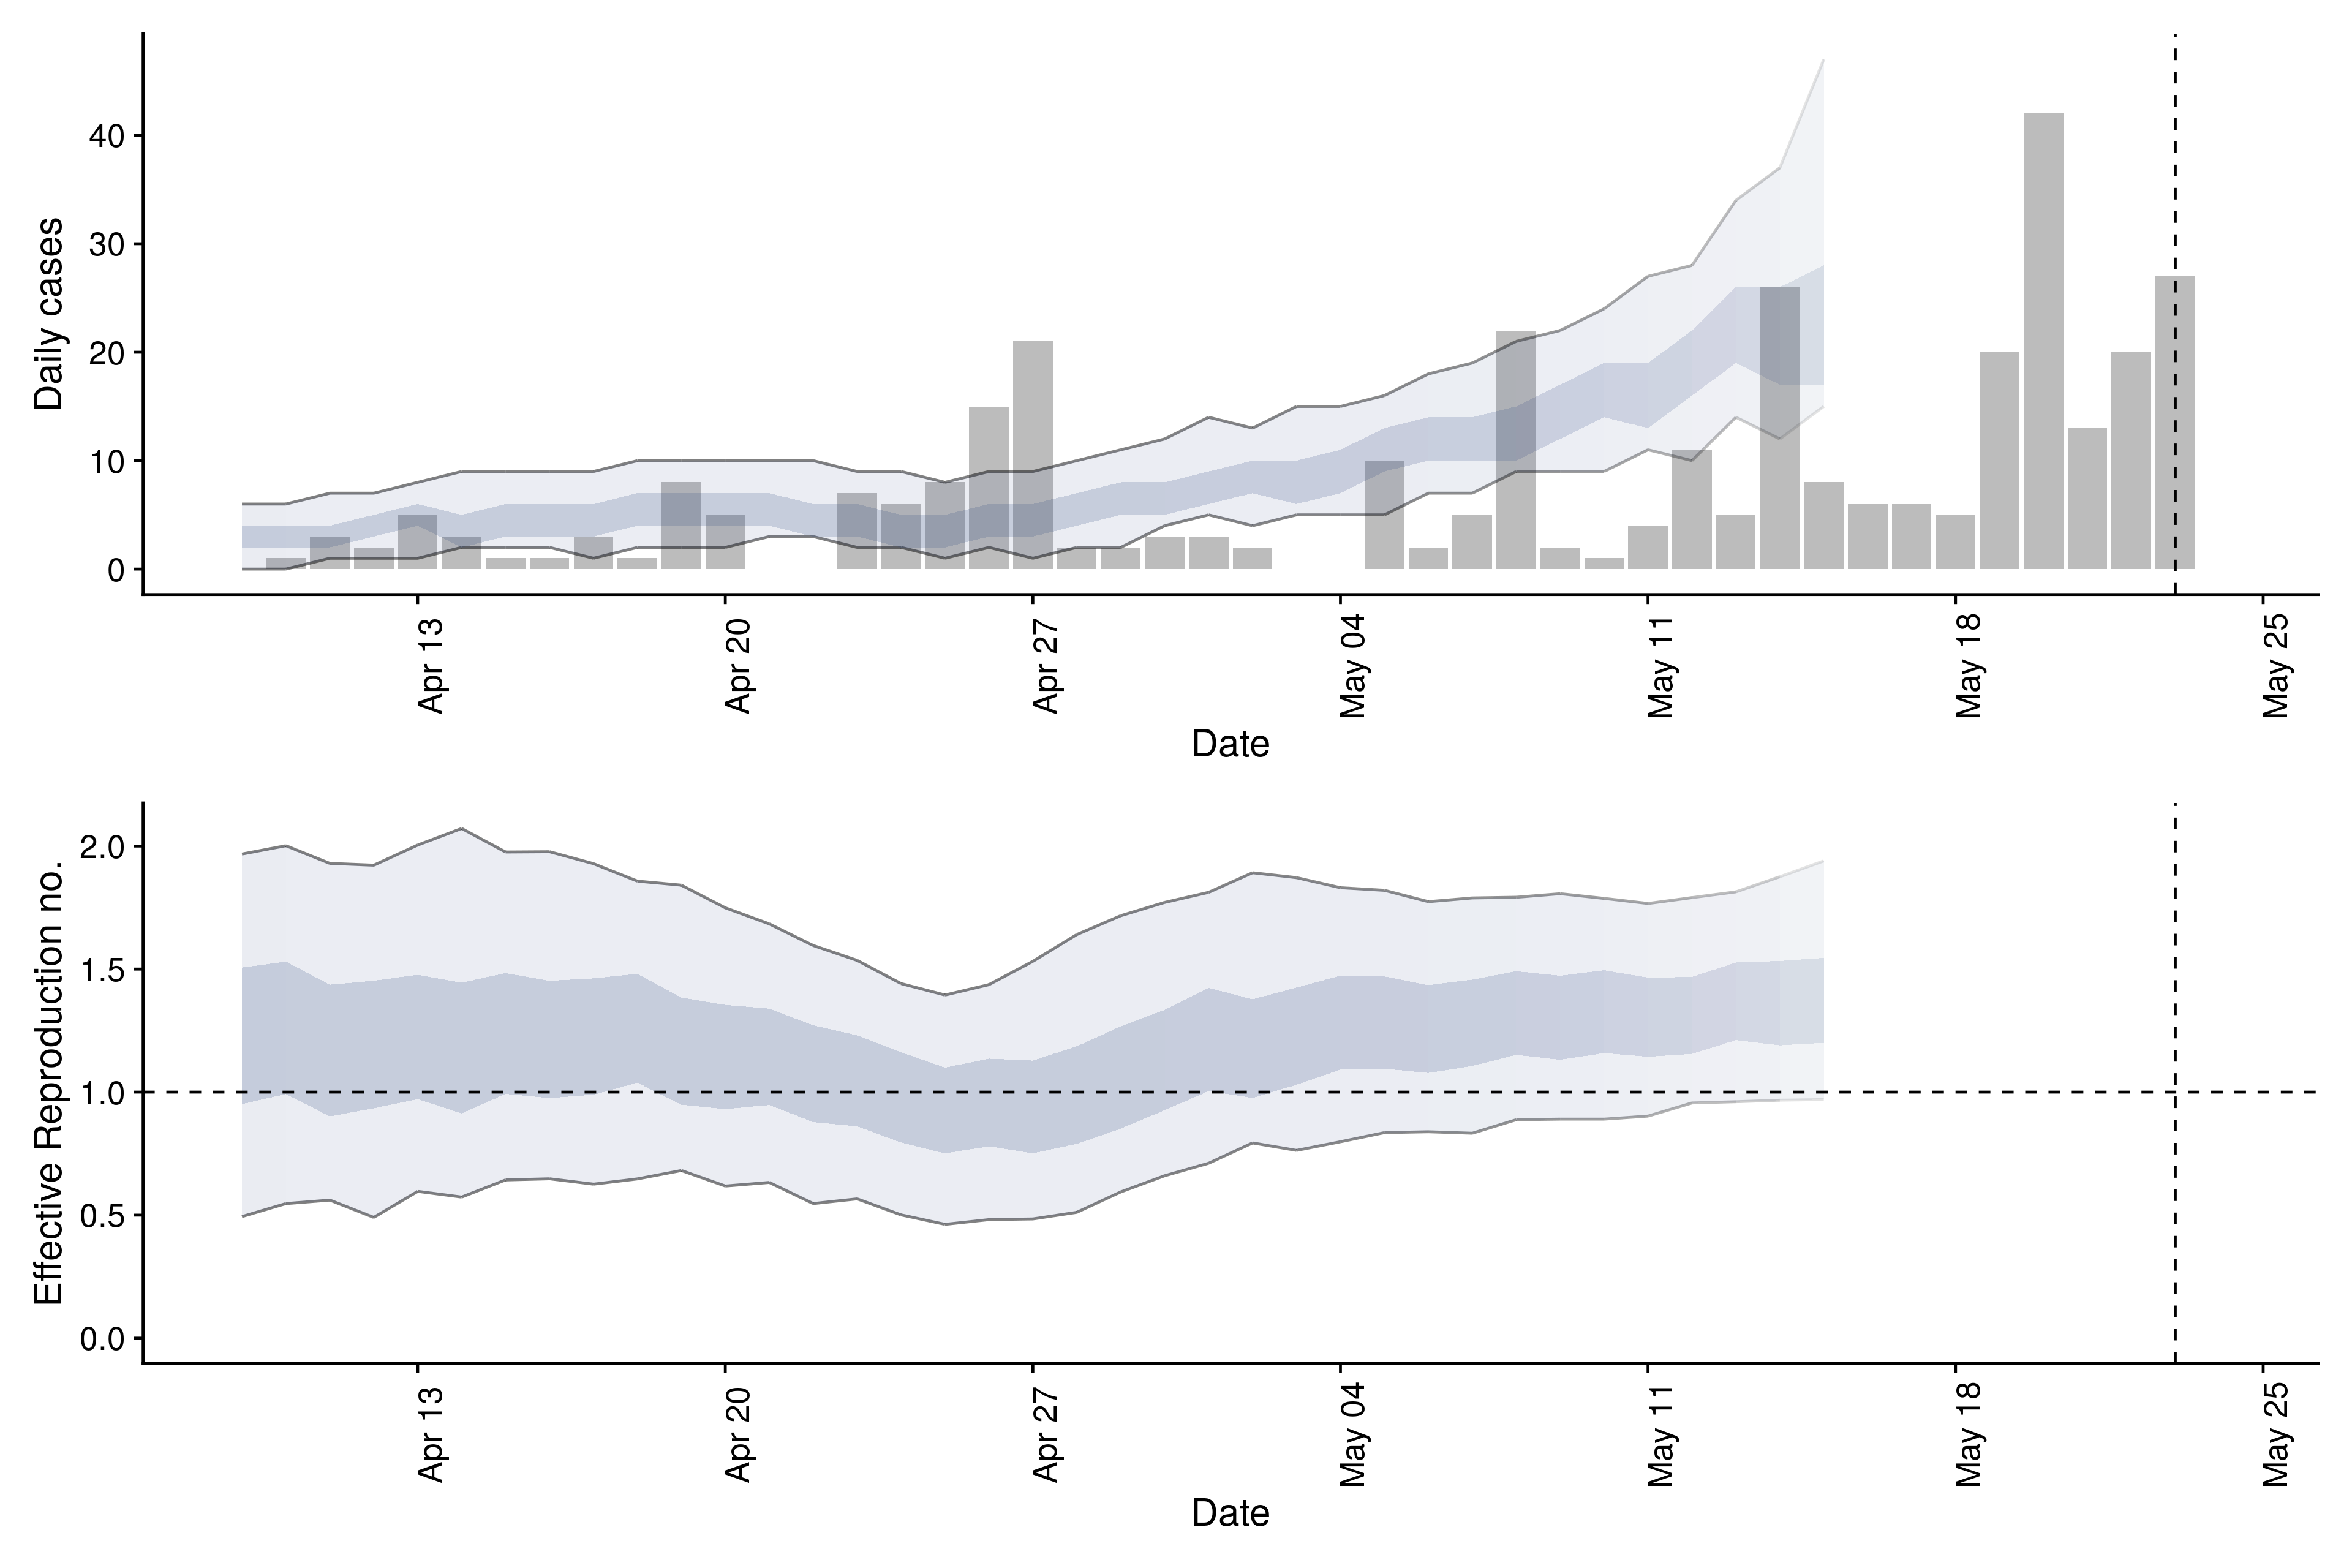 Daily cases
40
30
20
10
0
Apr 13
Apr 20
Apr 27
May 04
May 11
May 18
May 25
Date
Effective Reproduction no.
2.0
1.5
1.0
0.5
0.0
Apr 13
Apr 20
Apr 27
May 04
May 11
May 18
May 25
Date